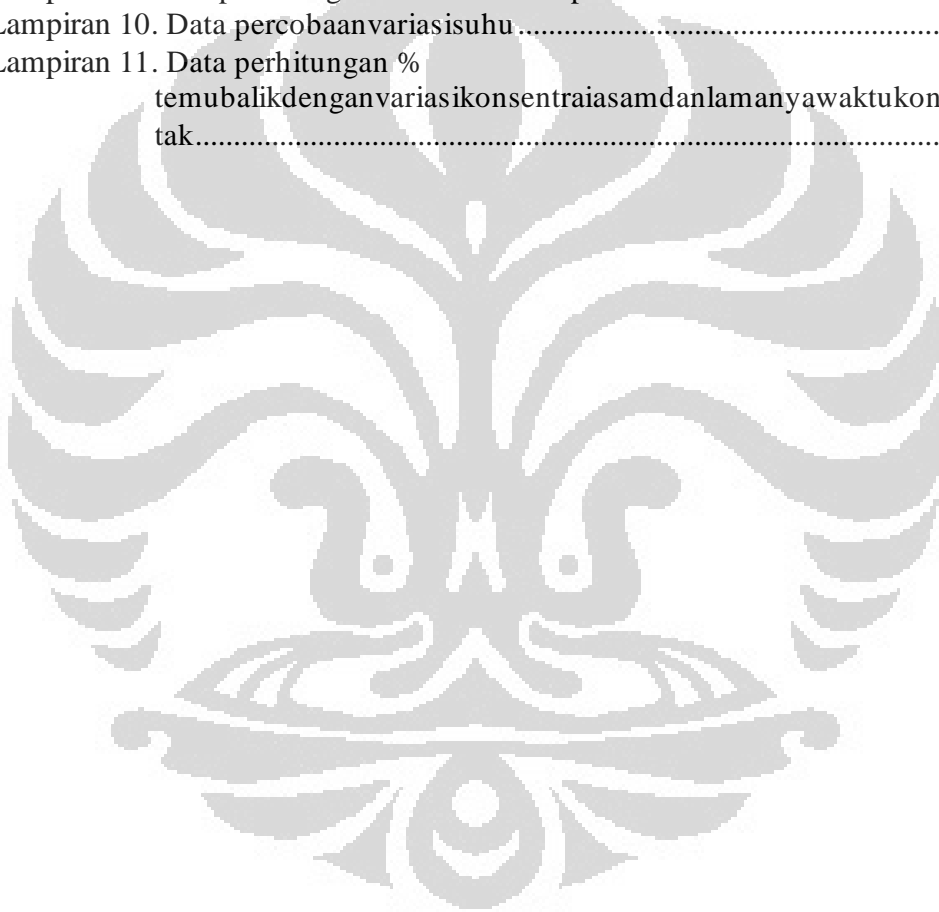 Lampiran 10. Data percobaanvariasisuhu...........................................................
Lampiran 11. Data perhitungan %
temubalikdenganvariasikonsentraiasamdanlamanyawaktukon
tak...............................................................................................